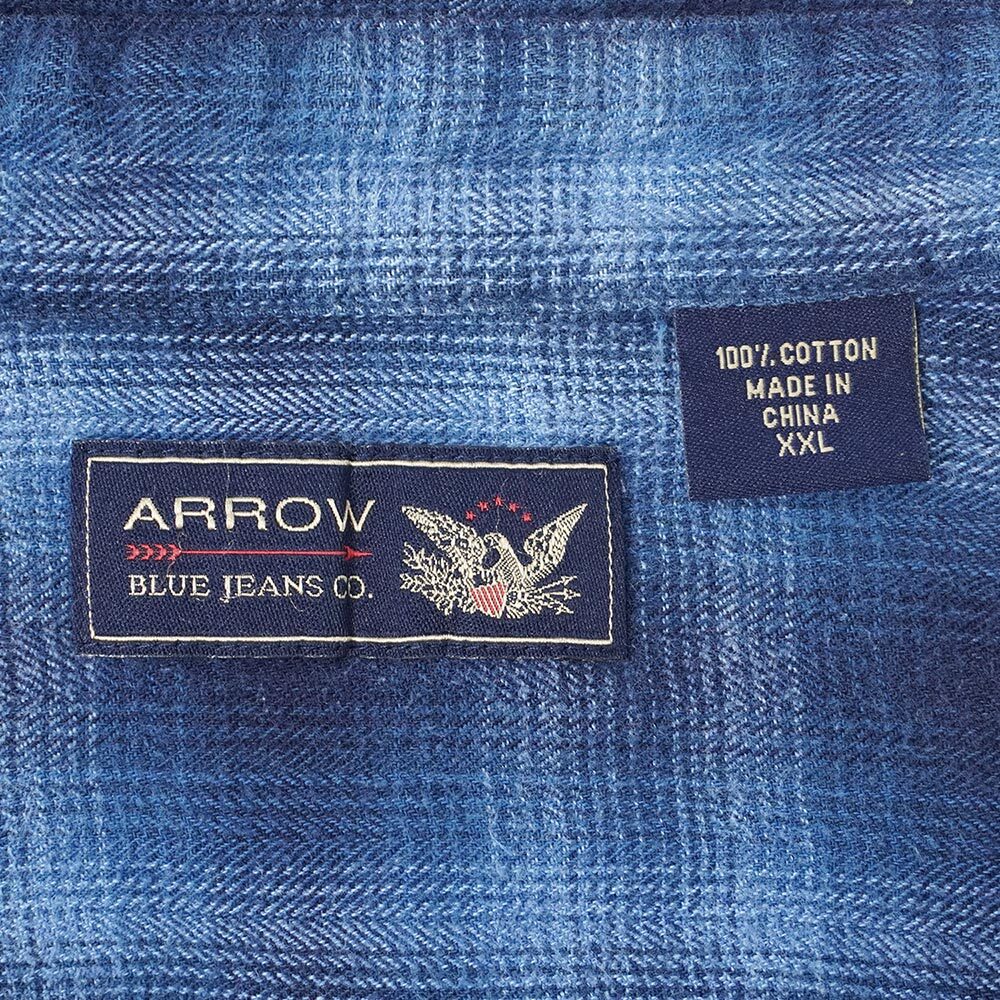 ARROW
BLUE JEANS CO.
100% COTTON
MADE IN
CHINA
XXL